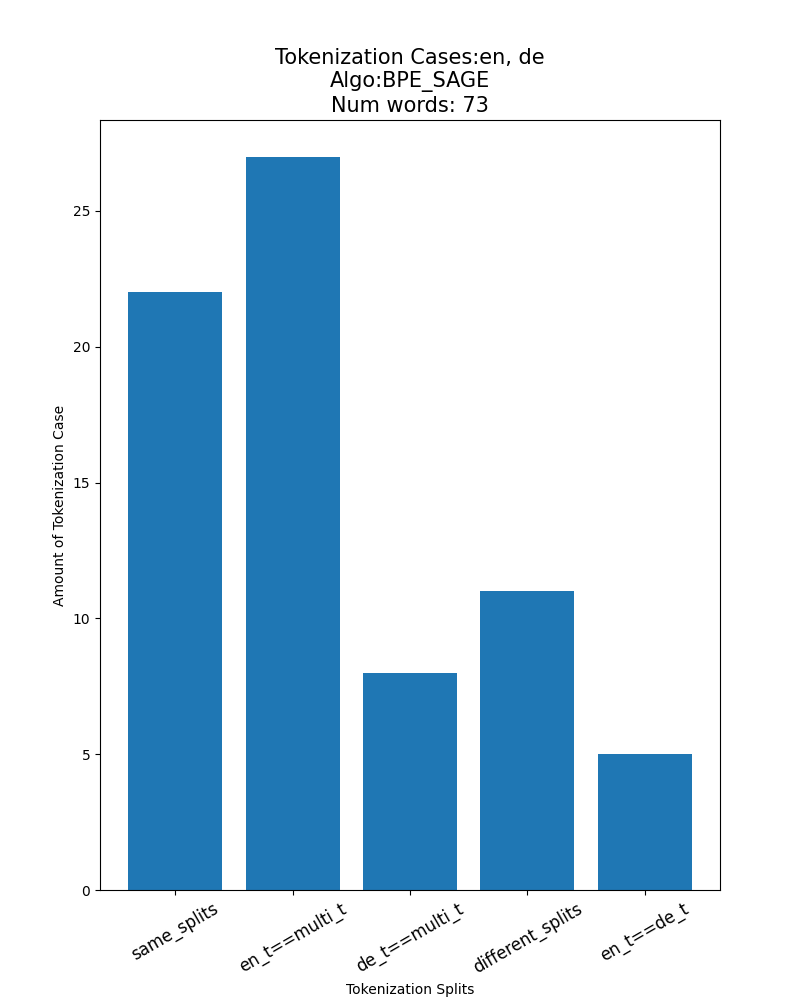 Tokenization Cases:en, de
Algo:BPE_SAGE
Num words: 73
Amount of Tokenization Case
25
20
15
10
5
0
same_splits
en_t==multi_t
de_t==multi_t
different_splits
en_t==de_t
Tokenization Splits